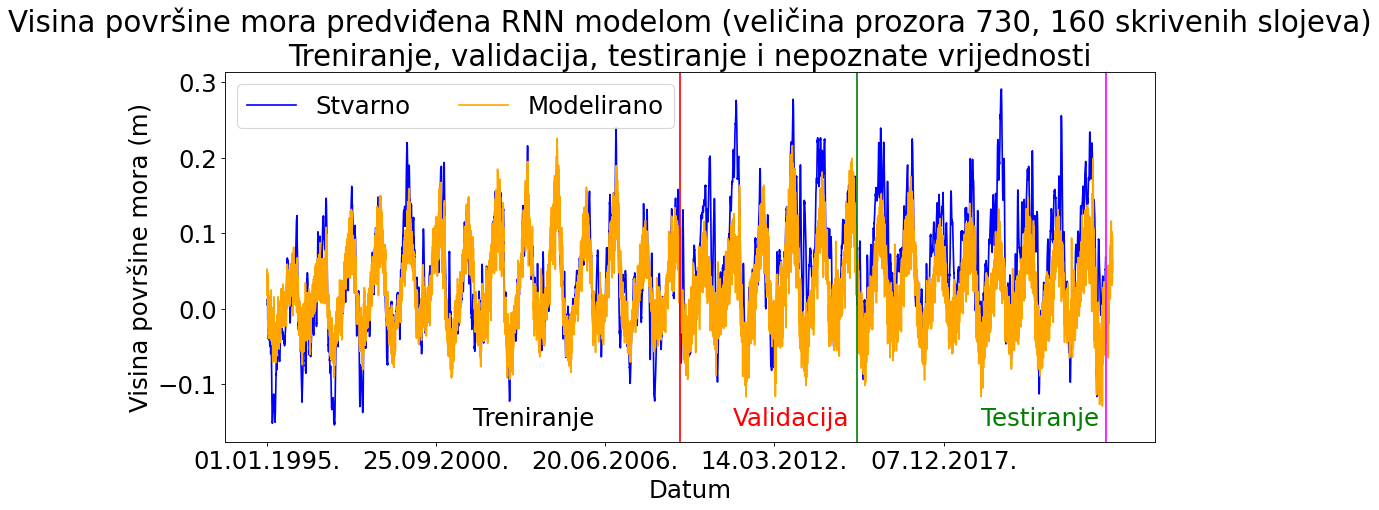 Visina površine mora predviđena RNN modelom (veličina prozora 730, 160 skrivenih slojeva)
Treniranje, validacija, testiranje i nepoznate vrijednosti
Stvarno Modelirano
Visina površine mora (m)
0.3
0.2
0.1
0.0
−0.1
Treniranje Validacija Testiranje
01.01.1995. 25.09.2000. 20.06.2006. 14.03.2012. 07.12.2017.
Datum